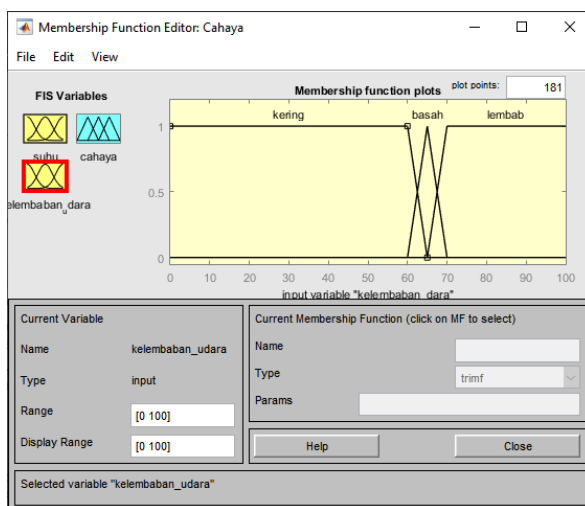 Membership Function Editor: Cahaya
File Edit View
FIS Variables
suhu cahaya
elembaban_udara
Membership function plots
plot points: 181
kering basah lembab
1
0.5
0
0 10 20 30 40 50 60 70 80 90 100
input variable "kelembaban_dara"
Current Variable
Name kelembaban_udara
Type input
Range [0 100]
Display Range [0 100]
Current Membership Function (click on MF to select)
Name
Type trimf
Params
Help Close
Selected variable "kelembaban_udara"